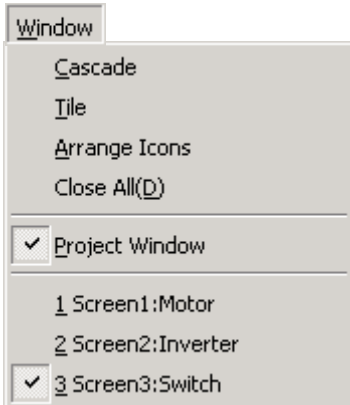 Window
Cascade
Tile
Arrange Icons
Close All(D)
Project Window
1 Screen1:Motor
2 Screen2:Inverter
3 Screen3:Switch